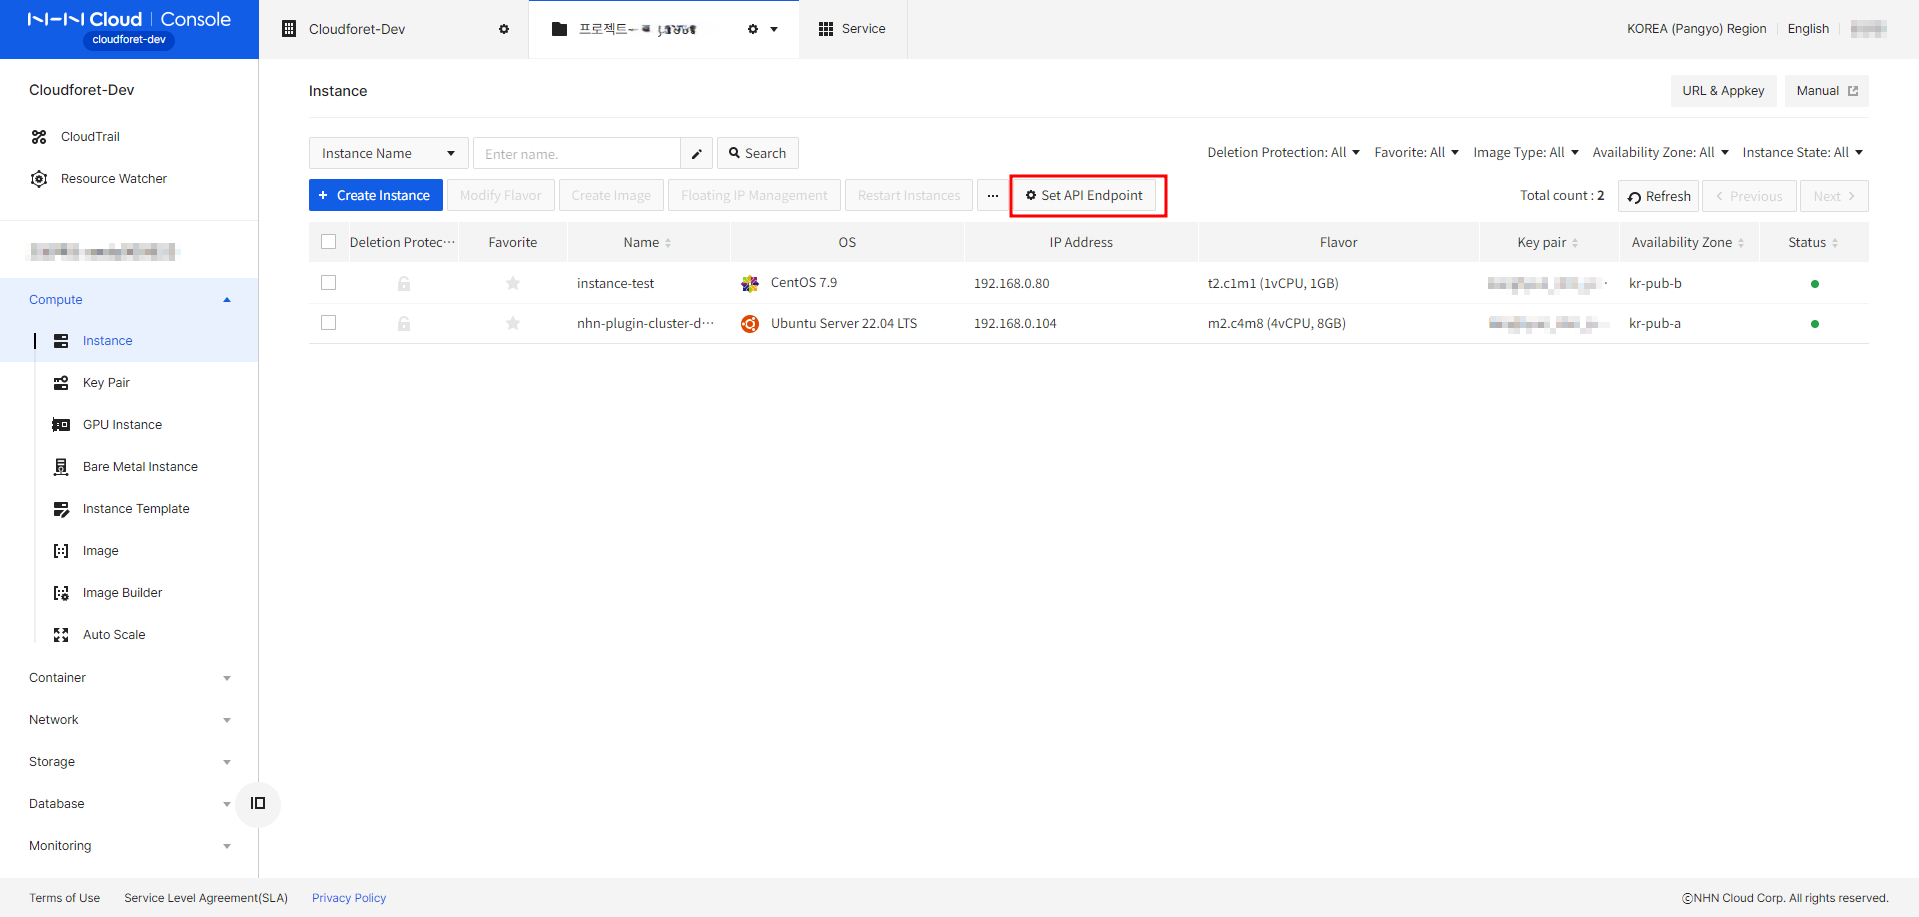 NHN Cloud | Console
cloudforet-dev
Cloudforet-Dev
프로젝트
Service
KOREA (Pangyo) Region
English
Cloudforet-Dev
CloudTrail
Resource Watcher
Compute
Instance
Key Pair
GPU Instance
Bare Metal Instance
Instance Template
Image
Image Builder
Auto Scale
Container
Network
Storage
Database
Monitoring
Instance
URL & Appkey
Manual
Instance Name
Enter name.
Search
Deletion Protection: All
Favorite: All
Image Type: All
Availability Zone: All
Instance State: All
+ Create Instance
Modify Flavor
Create Image
Floating IP Management
Restart Instances
···
Set API Endpoint
Total count : 2
Refresh
< Previous
Next >
Deletion Protec··· Favorite Name OS IP Address Flavor Key pair Availability Zone Status
instance-test CentOS 7.9 192.168.0.80 t2.c1m1 (1vCPU, 1GB) kr-pub-b
nhn-plugin-cluster-d··· Ubuntu Server 22.04 LTS 192.168.0.104 m2.c4m8 (4vCPU, 8GB) kr-pub-a
Terms of Use
Service Level Agreement(SLA)
Privacy Policy
ⓒNHN Cloud Corp. All rights reserved.